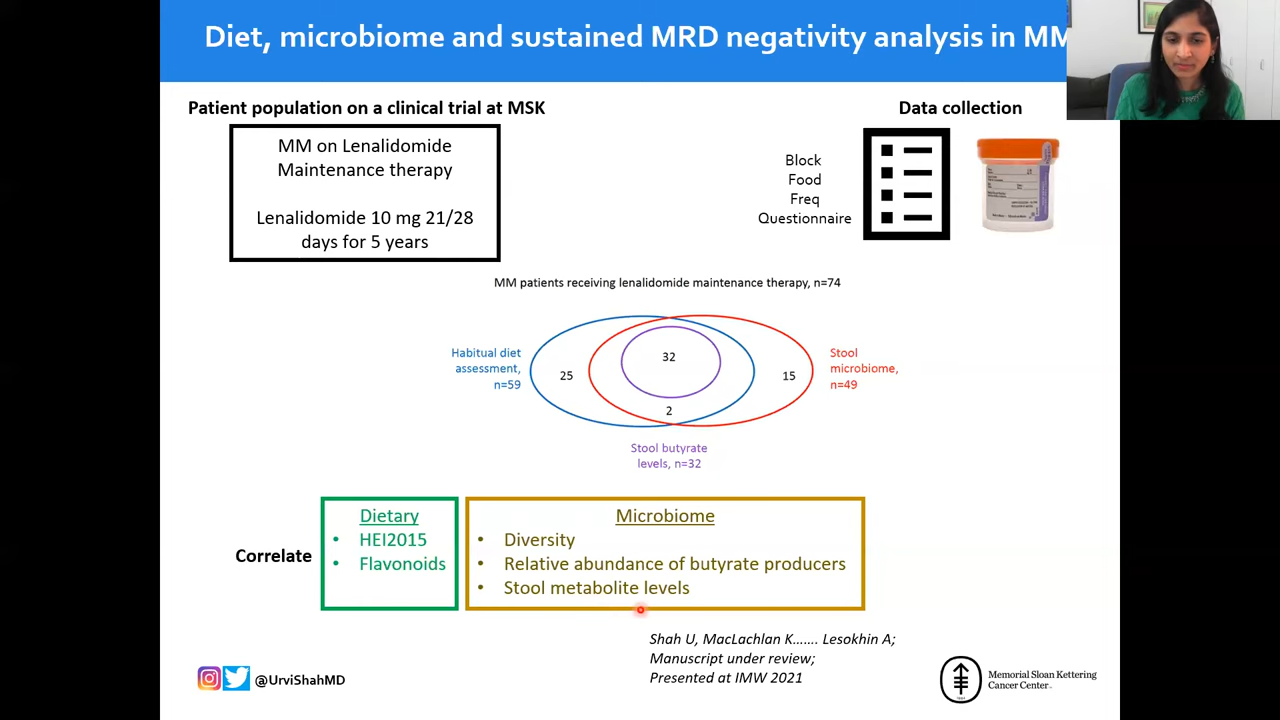 Diet, microbiome and sustained MRD negativity analysis in MM
Patient population on a clinical trial at MSK
MM on Lenalidomide
Maintenance therapy
Lenalidomide 10 mg 21/28
days for 5 years
Data collection
Block
Food
Freq
Questionnaire
MM patients receiving lenalidomide maintenance therapy, n=74
Habitual diet
assessment,
n=59
25
32
2
15
Stool
microbiome,
n=49
Stool butyrate
levels, n=32
Correlate
Dietary
• HEI2015
• Flavonoids
Microbiome
• Diversity
• Relative abundance of butyrate producers
• Stool metabolite levels
Shah U, MacLachlan K……. Lesokhin A;
Manuscript under review;
Presented at IMW 2021
@UrviShahMD
Memorial Sloan Kettering
Cancer Center